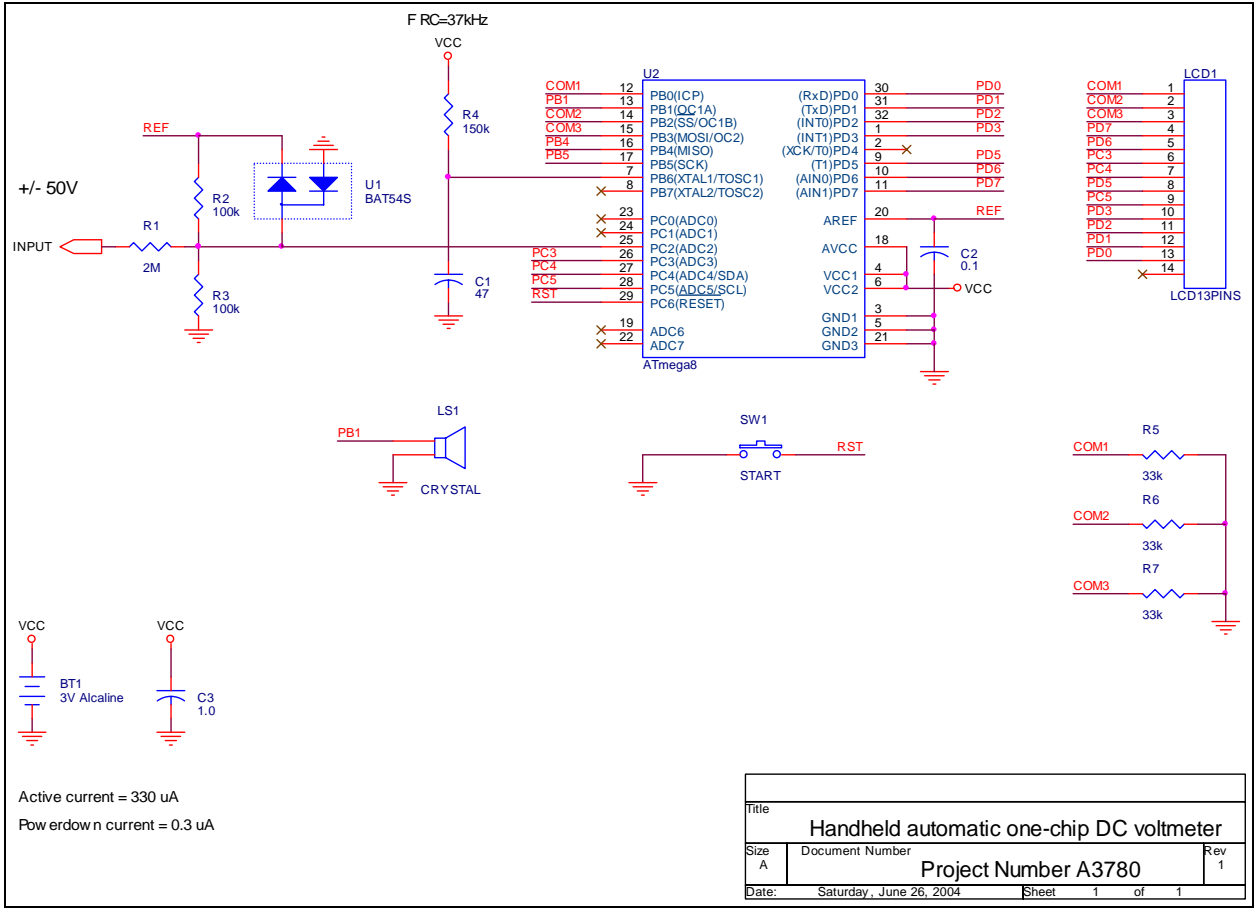 F RC=37kHz
VCC
R4
150k
REF
+/- 50V
R2
100k
U1
BAT54S
R1
INPUT
2M
R3
100k
C1
47
U2
COM1 12 PB0(ICP)
PB1 13 PB1(OC1A)
COM2 14 PB2(SS/OC1B)
COM3 15 PB3(MOSI/OC2)
PB4 16 PB4(MISO)
PB5 17 PB5(SCK)
7 PB6(XTAL1/TOSC1)
8 PB7(XTAL2/TOSC2)
23 PC0(ADC0)
24 PC1(ADC1)
25 PC2(ADC2)
PC3 26 PC3(ADC3)
PC4 27 PC4(ADC4/SDA)
PC5 28 PC5(ADC5/SCL)
RST 29 PC6(RESET)
19 ADC6
22 ADC7
ATmega8
(RxD)PD0 30 PD0
(TxD)PD1 31 PD1
(INT0)PD2 32 PD2
(INT1)PD3 1 PD3
(XCK/T0)PD4 2
(T1)PD5 9 PD5
(AIN0)PD6 10 PD6
(AIN1)PD7 11 PD7
AREF 20 REF
AVCC 18
VCC1 4
VCC2 6
VCC
GND1 3
GND2 5
GND3 21
C2
0.1
LCD1
COM1 1
COM2 2
COM3 3
PD7 4
PD6 5
PC3 6
PC4 7
PD5 8
PC5 9
PD3 10
PD2 11
PD1 12
PD0 13
14
LCD13PINS
LS1
PB1
CRYSTAL
SW1
RST
START
R5
COM1
33k
R6
COM2
33k
R7
COM3
33k
VCC
BT1
3V Alcaline
VCC
C3
1.0
Active current = 330 uA
Powerdown current = 0.3 uA
Title
Handheld automatic one-chip DC voltmeter
Size
A
Document Number
Project Number A3780
Rev
1
Date: Saturday, June 26, 2004 Sheet 1 of 1